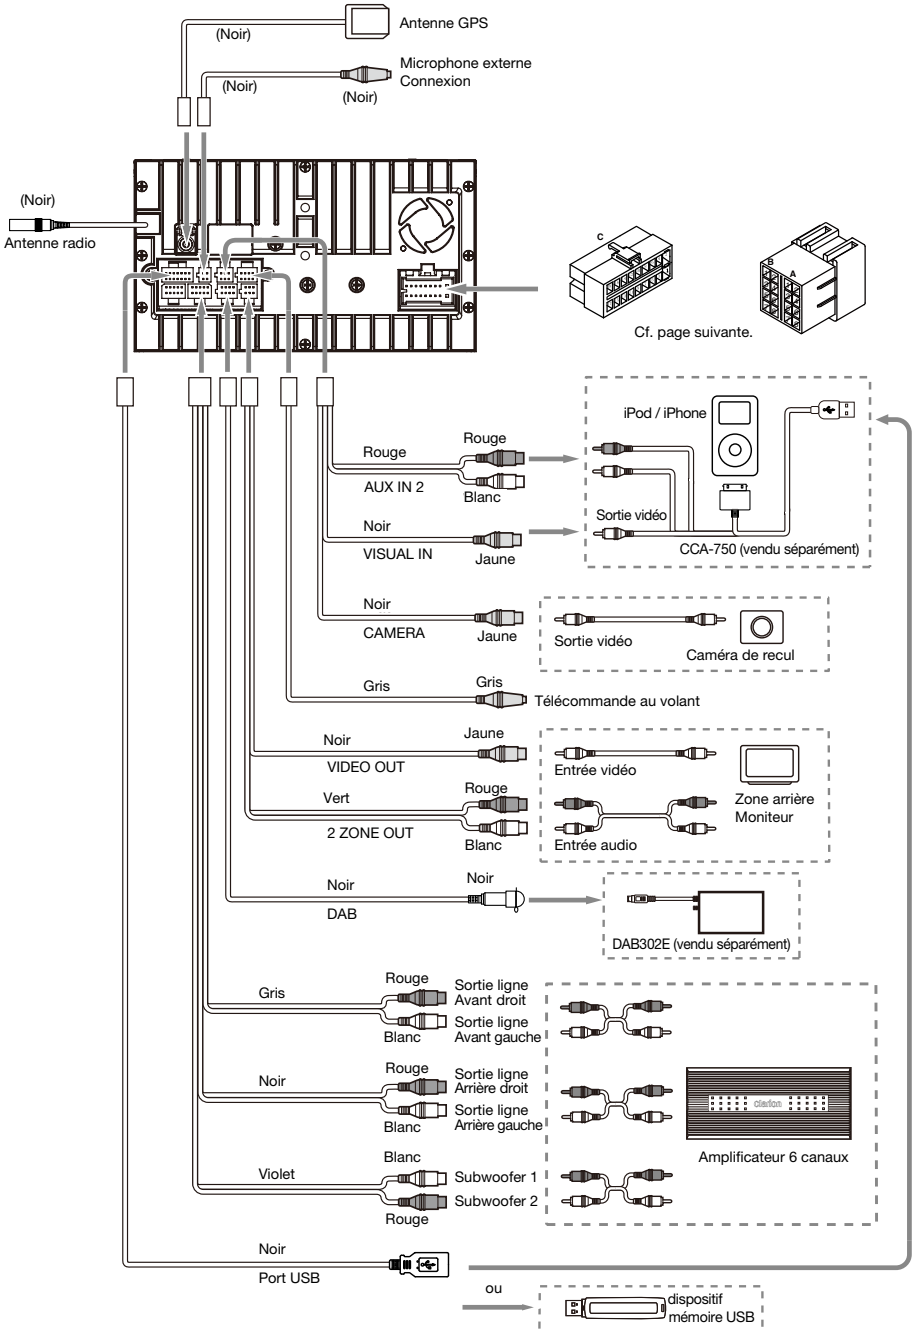 Antenne GPS
(Noir)
Microphone externe
Connexion
(Noir)
(Noir)
(Noir)
Antenne radio
C
B
A
Cf. page suivante.
iPod / iPhone
Rouge
Rouge
AUX IN 2
Blanc
Sortie vidéo
Noir
VISUAL IN
Jaune
CCA-750 (vendu séparément)
Noir
CAMERA
Jaune
Sortie vidéo
Caméra de recul
Gris
Gris
Télécommande au volant
Noir
Jaune
VIDEO OUT
Entrée vidéo
Vert
Rouge
Zone arrière
Moniteur
2 ZONE OUT
Blanc
Entrée audio
Noir
Noir
DAB
DAB302E (vendu séparément)
Gris
Rouge
Sortie ligne
Avant droit
Blanc
Sortie ligne
Avant gauche
Noir
Rouge
Sortie ligne
Arrière droit
Blanc
Sortie ligne
Arrière gauche
clarion
Amplificateur 6 canaux
Violet
Blanc
Subwoofer 1
Subwoofer 2
Rouge
Noir
Port USB
ou
dispositif
mémoire USB